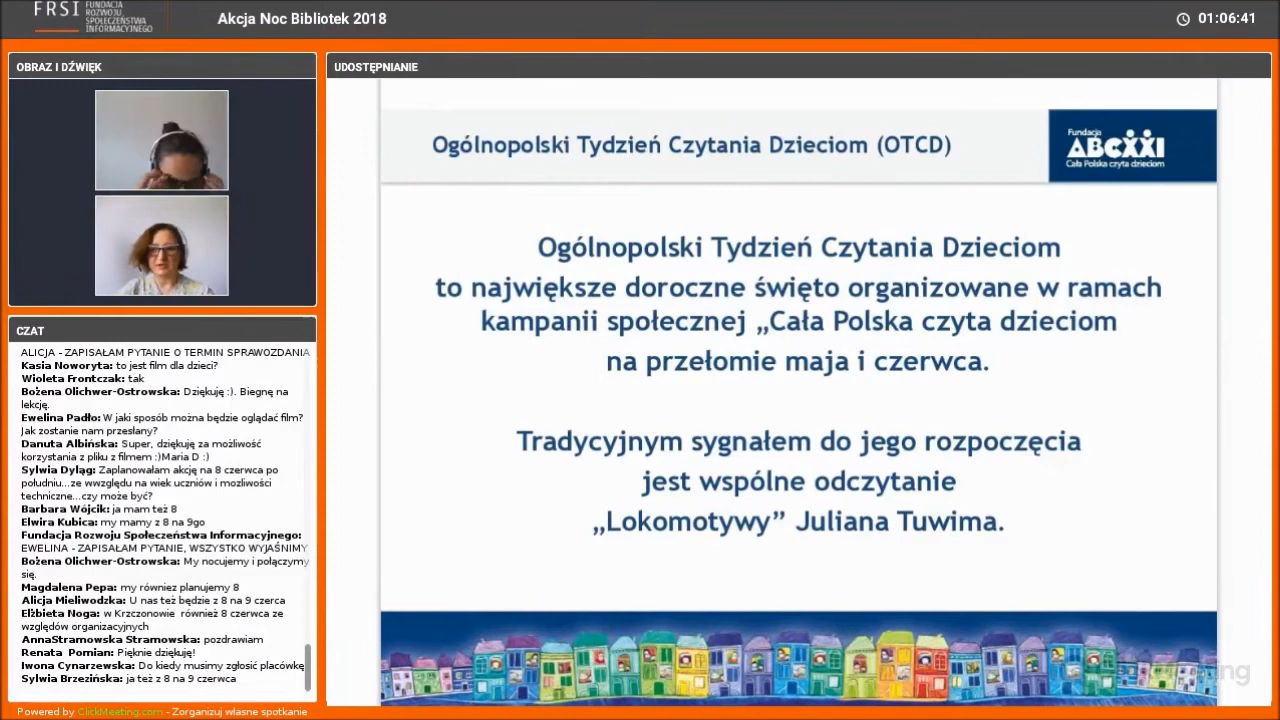 FRSI
FUNDACJA
ROZWOJU
SPOŁECZEŃSTWA
INFORMACYJNEGO
Akcja Noc Bibliotek 2018
01:06:41
OBRAZ I DŹWIĘK
CZAT
ALICJA - ZAPISAŁAM PYTANIE O TERMIN SPRAWOZDANIA
Kasia Noworyta: to jest film dla dzieci?
Wioleta Frontczak: tak
Bożena Olichwer-Ostrowska: Dziękuję :). Biegnę na
lekcję.
Ewelina Padło: W jaki sposób można będzie oglądać film?
Jak zostanie nam przesłany?
Danuta Albińska: Super, dziękuję za możliwość
korzystania z pliku z filmem :)Maria D :)
Sylwia Dyląg: Zaplanowałam akcję na 8 czerwca po
południu...ze wwzględu na wiek uczniów i mozliwości
techniczne...czy może być?
Barbara Wójcik: ja mam też 8
Elwira Kubica: my mamy z 8 na 9go
Fundacja Rozwoju Społeczeństwa Informacyjnego:
EWELINA - ZAPISAŁAM PYTANIE, WSZYSTKO WYJAŚNIMY
Bożena Olichwer-Ostrowska: My nocujemy i połączymy
się.
Magdalena Pepa: my równiez planujemy 8
Alicja Mieliwodzka: U nas też będzie z 8 na 9 czerca
Elżbieta Noga: w Krzczonowie również 8 czerwca ze
względów organizacyjnych
AnnaStramowska Stramowska: pozdrawiam
Renata Pomian: Pięknie dziękuję!
Iwona Cynarzewska: Do kiedy musimy zgłosić placówkę
Sylwia Brzezińska: ja też z 8 na 9 czerwca
Powered by ClickMeeting.com - Zorganizuj własne spotkanie
UDOSTĘPNIANIE
Ogólnopolski Tydzień Czytania Dzieciom (OTCD)
Fundacja
ABCXXI
Cała Polska czyta dzieciom
Ogólnopolski Tydzień Czytania Dzieciom
to największe doroczne święto organizowane w ramach
kampanii społecznej „Cała Polska czyta dzieciom
na przełomie maja i czerwca.
Tradycyjnym sygnałem do jego rozpoczęcia
jest wspólne odczytanie
„Lokomotywy” Juliana Tuwima.